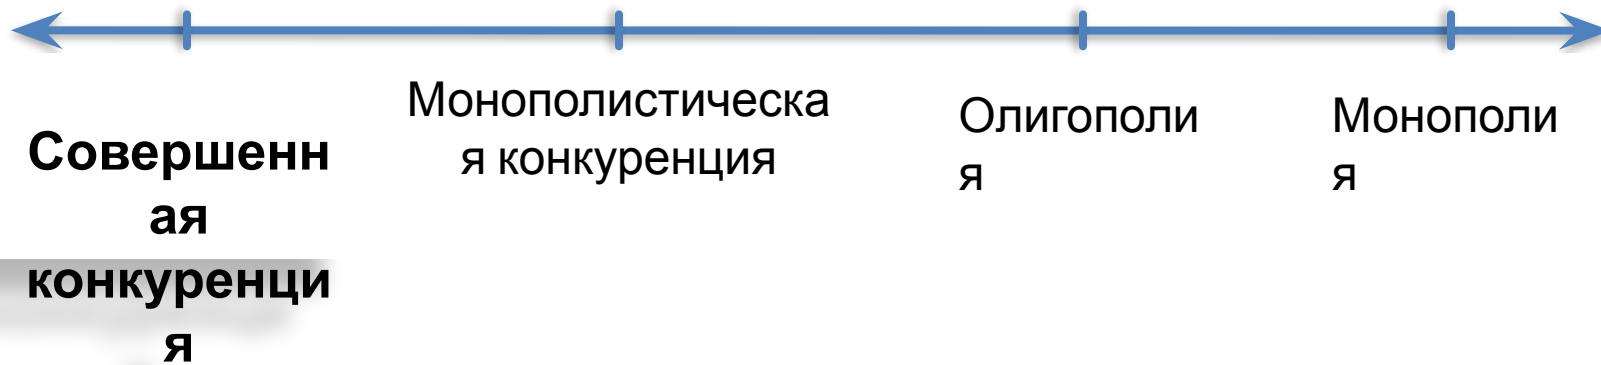 Совершенн
ая
конкуренци
я
Монополистическа
я конкуренция
Олигополи
я
Монополи
я